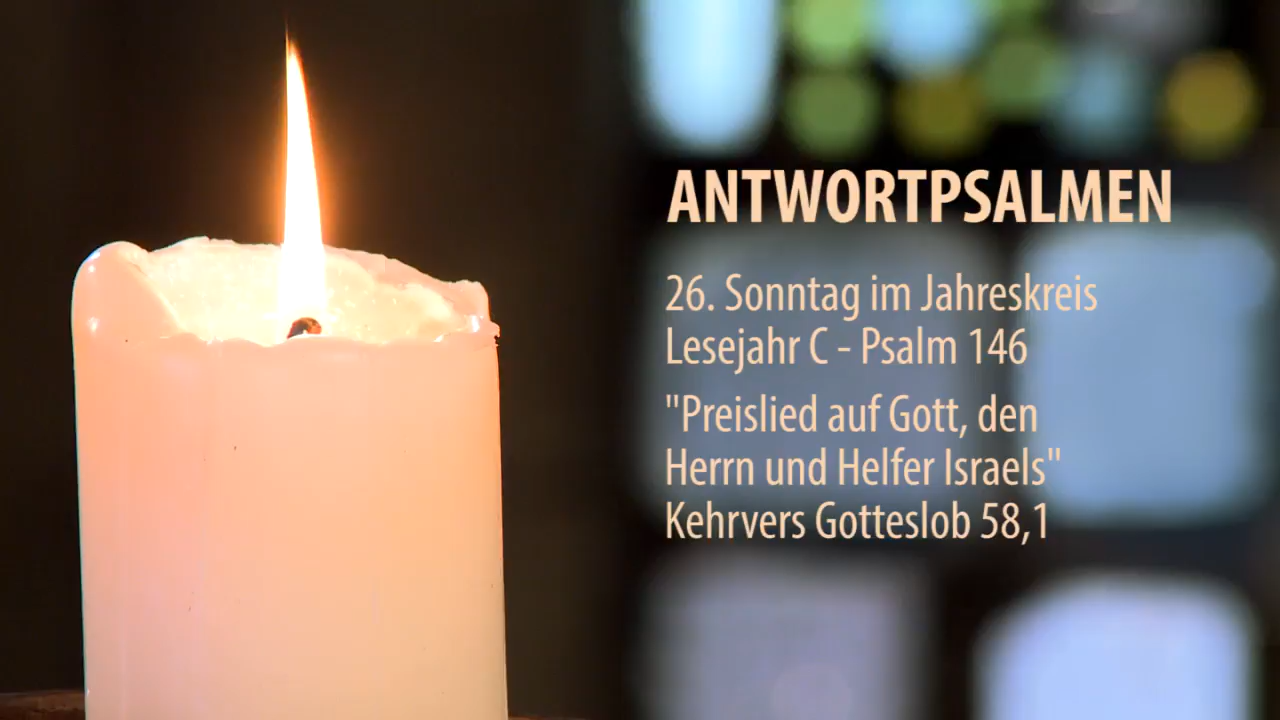 ANTWORTPSALMEN
26. Sonntag im Jahreskreis
Lesejahr C - Psalm 146
"Preislied auf Gott, den
Herrn und Helfer Israels"
Kehrvers Gotteslob 58,1